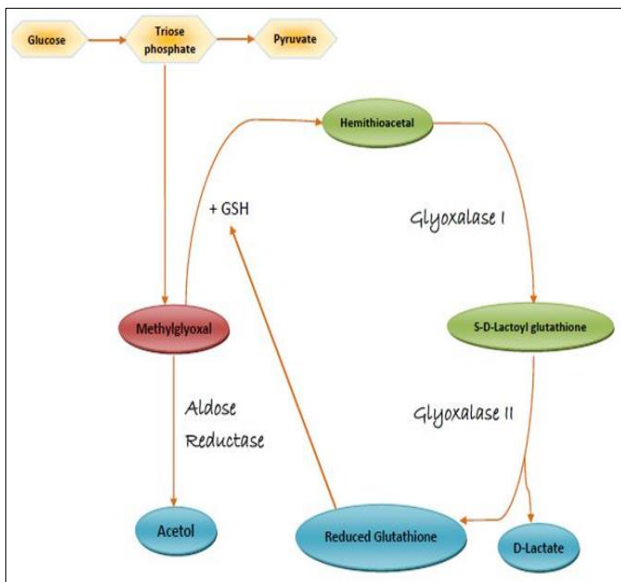 Glucose
Triose
phosphate
Pyruvate
Hemithioacetal
+ GSH
Glyoxalase I
Methylglyoxal
S-D-Lactoyl glutathione
Aldose
Reductase
Glyoxalase II
Acetol
Reduced Glutathione
D-Lactate